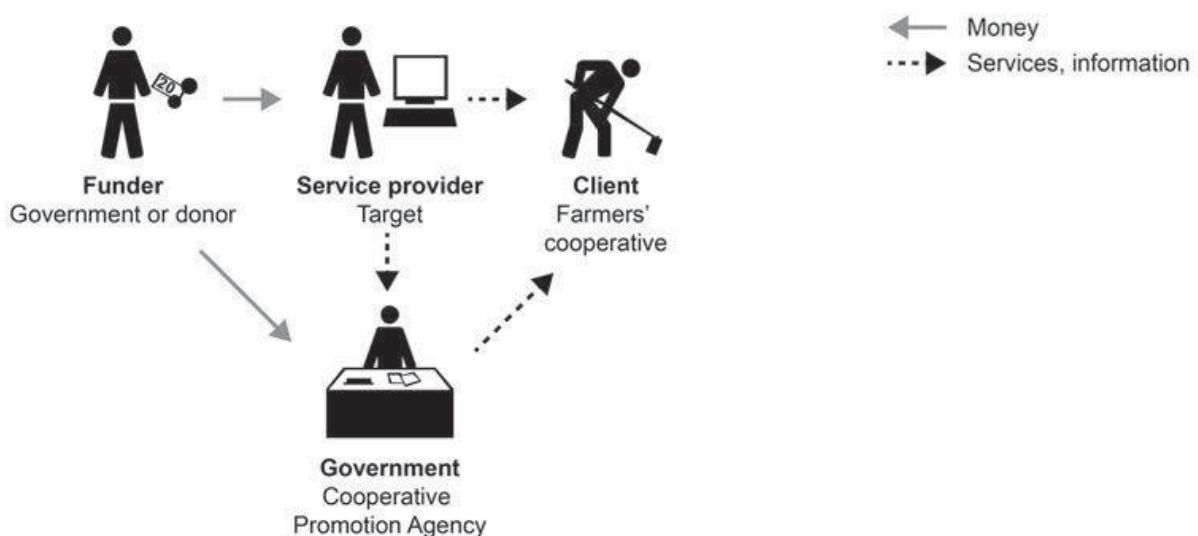 Money
Services, information
20
Funder
Government or donor
Service provider
Target
Client
Farmers’
cooperative
Government
Cooperative
Promotion Agency